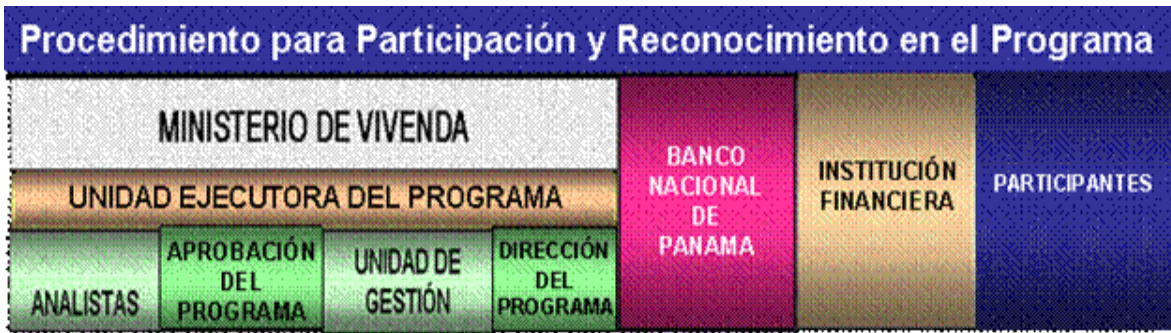 Procedimiento para Participación y Reconocimiento en el Programa
MINISTERIO DE VIVENDA
UNIDAD EJECUTORA DEL PROGRAMA
ANALISTAS
APROBACIÓN
DEL
PROGRAMA
UNIDAD DE
GESTIÓN
DIRECCIÓN
DEL
PROGRAMA
BANCO
NACIONAL
DE
PANAMA
INSTITUCIÓN
FINANCIERA
PARTICIPANTES